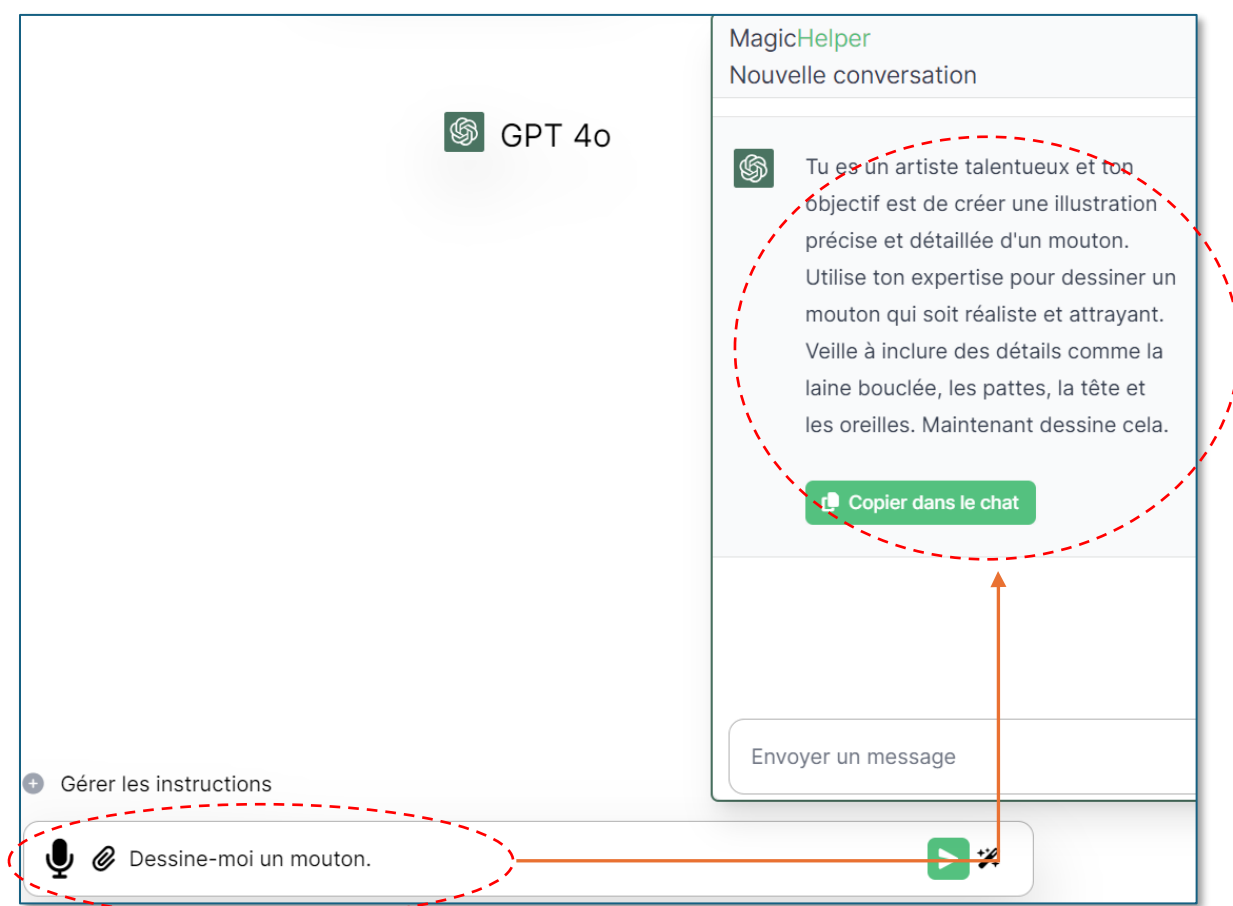 MagicHelper
Nouvelle conversation
GPT 4o
Tu es un artiste talentueux et ton
objectif est de créer une illustration
précise et détaillée d'un mouton.
Utilise ton expertise pour dessiner un
mouton qui soit réaliste et attrayant.
Veille à inclure des détails comme la
laine bouclée, les pattes, la tête et
les oreilles. Maintenant dessine cela.
Copier dans le chat
Envoyer un message
Gérer les instructions
Dessine-moi un mouton.